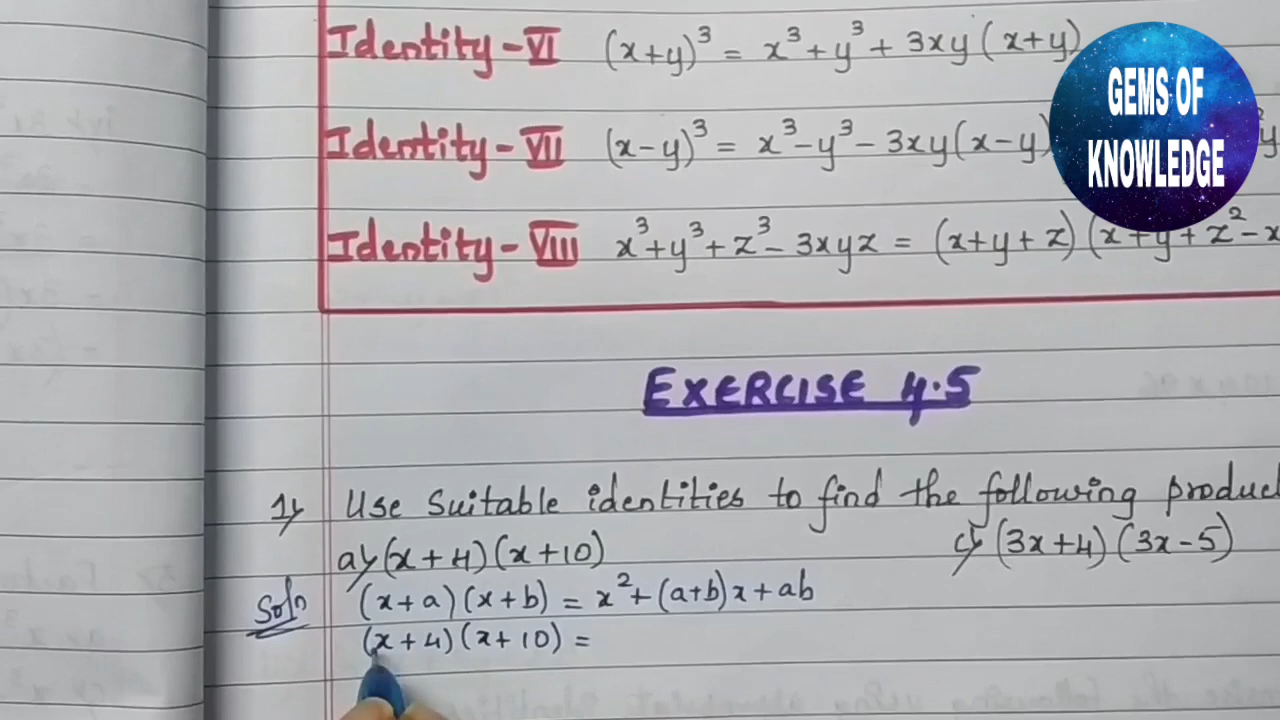 Identity-VI (x+y)³ = x³+y³+3xy(x+y)
GEMS OF
KNOWLEDGE
Identity-VII (x-y)³ = x³-y³-3xy(x-y)
Identity-VIII x³+y³+z³-3xyz = (x+y+z)(x+y+z²-x
EXERCISE 4.5
1) Use Suitable identities to find the following product
a) (x+4)(x+10) c) (3x+4)(3x-5)
Soln (x+a)(x+b) = x²+(a+b)x+ab
(x+4)(x+10) =